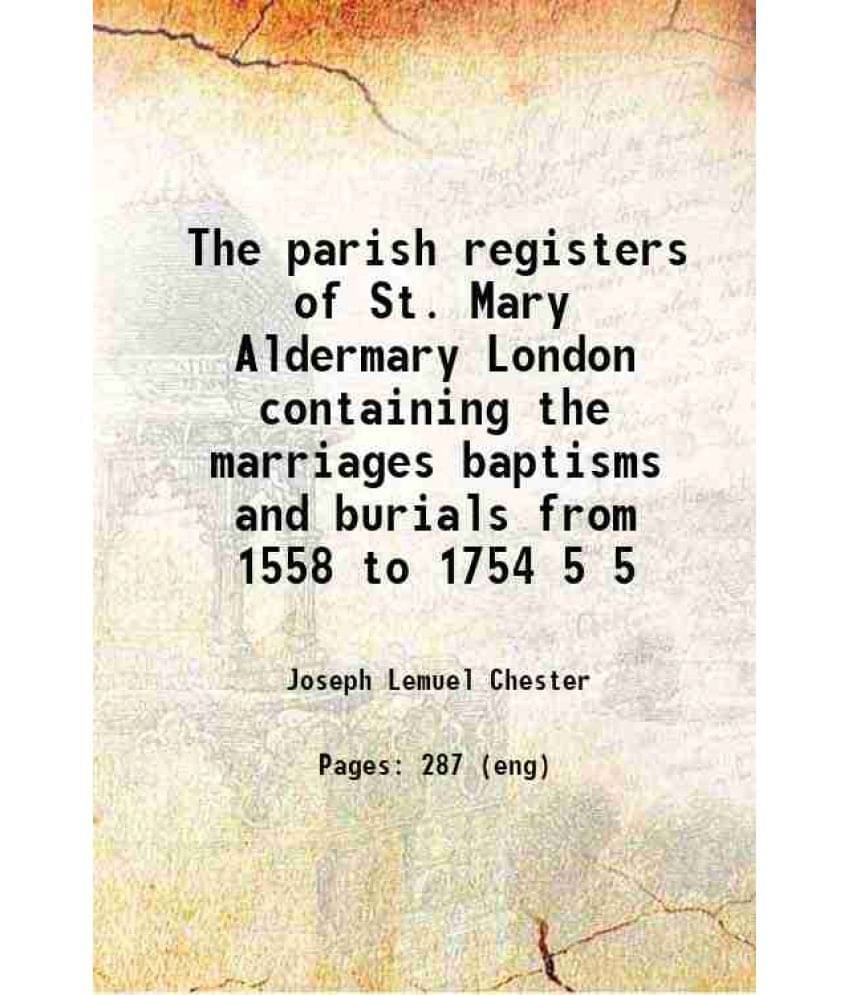 The parish registers
of St. Mary
Aldermary London
containing the
marriages baptisms
and burials from
1558 to 1754 5 5
Joseph Lemuel Chester
Pages: 287 (eng)